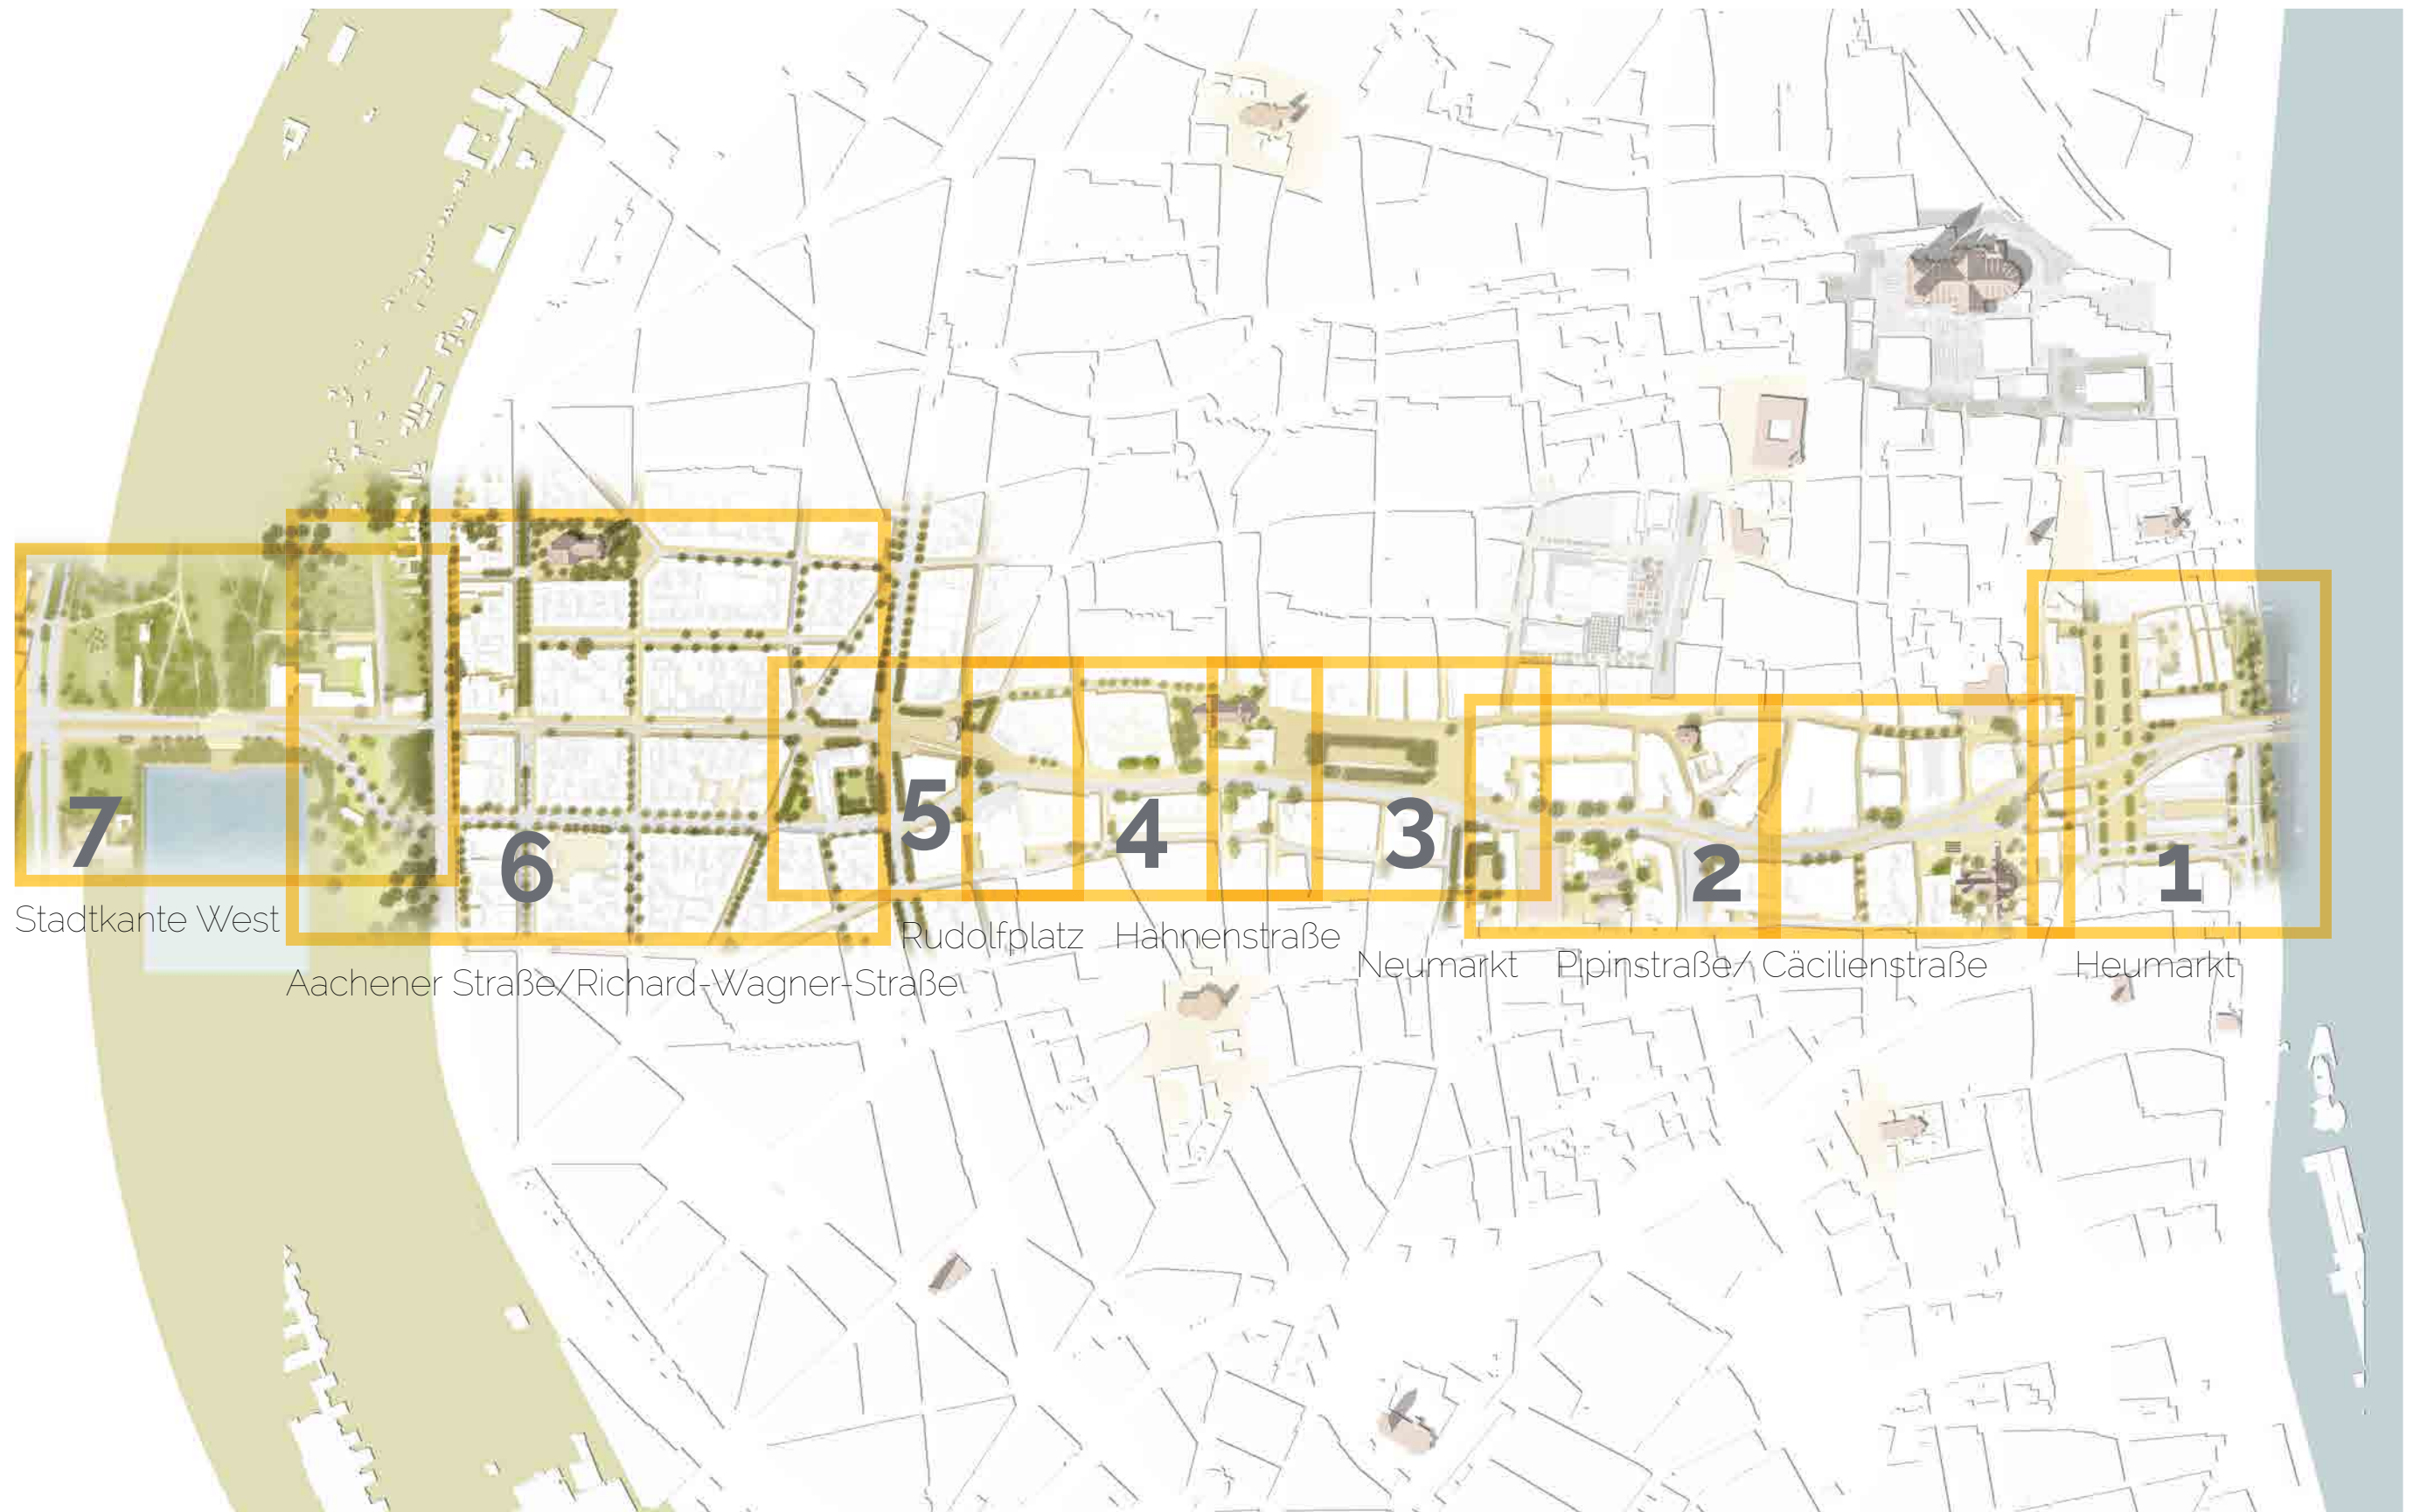 7
6
5
4
3
2
1
Stadtkante West
Aachener Straße/Richard-Wagner-Straße
Rudolfplatz
Hahnenstraße
Neumarkt
Pipinstraße/ Cäcilienstraße
Heumarkt